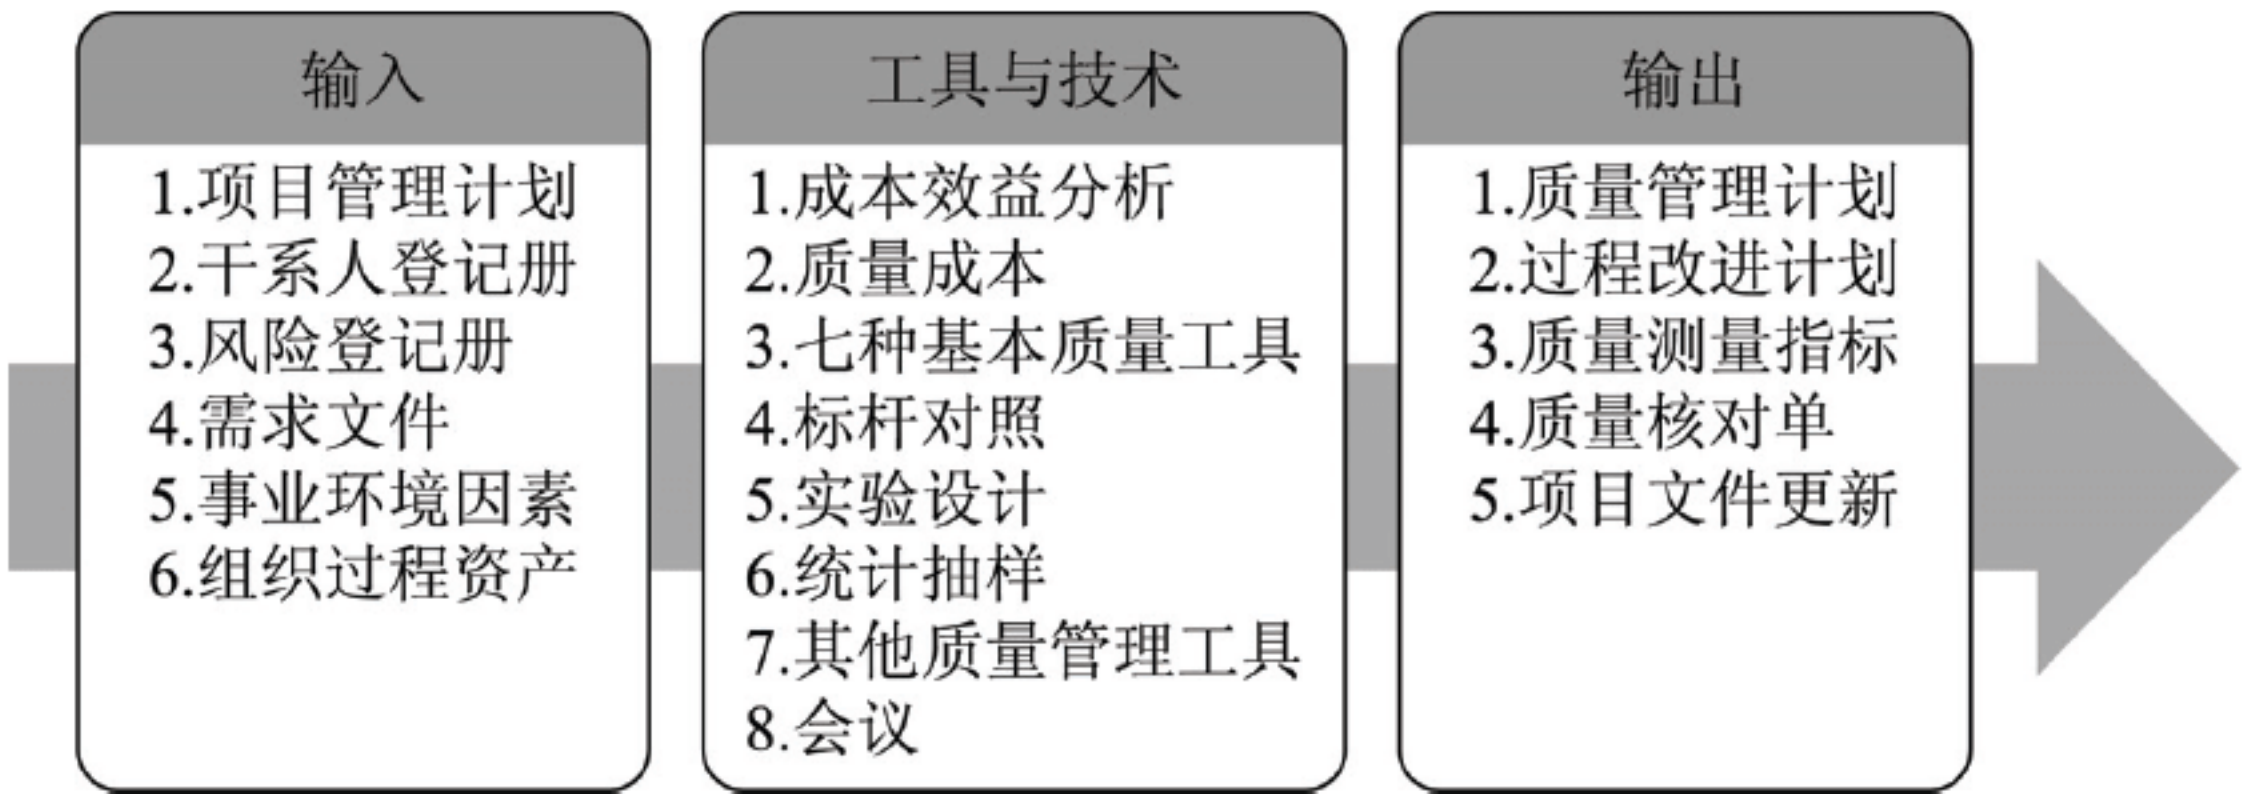 输入
1.项目管理计划
2.干系人登记册
3.风险登记册
4.需求文件
5.事业环境因素
6.组织过程资产
工具与技术
1.成本效益分析
2.质量成本
3.七种基本质量工具
4.标杆对照
5.实验设计
6.统计抽样
7.其他质量管理工具
8.会议
输出
1.质量管理计划
2.过程改进计划
3.质量测量指标
4.质量核对单
5.项目文件更新